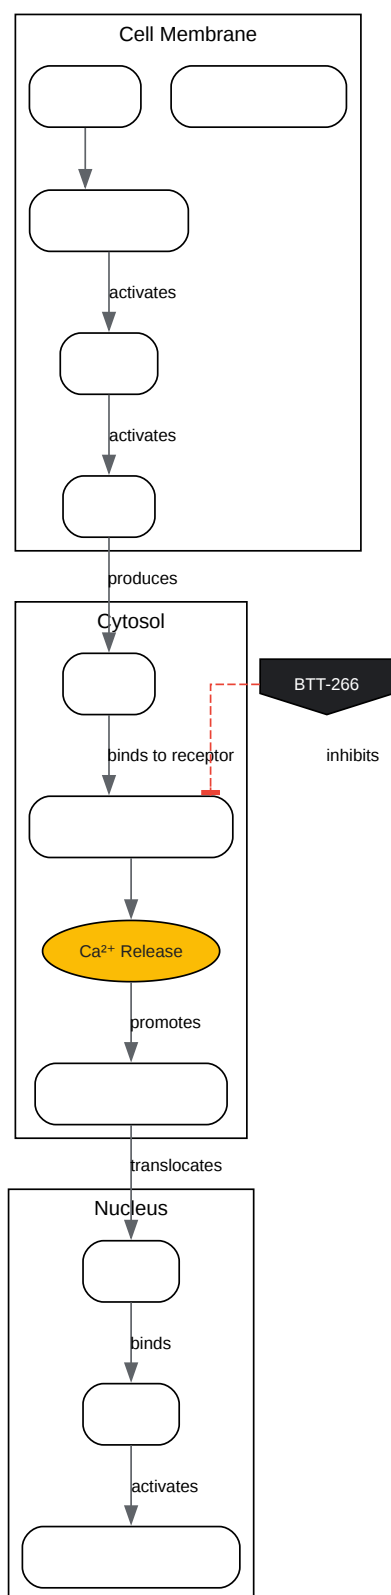 Cell Membrane
activates
activates
produces
Cytosol
BTT-266
binds to receptor
inhibits
Ca²⁺ Release
promotes
translocates
Nucleus
binds
activates